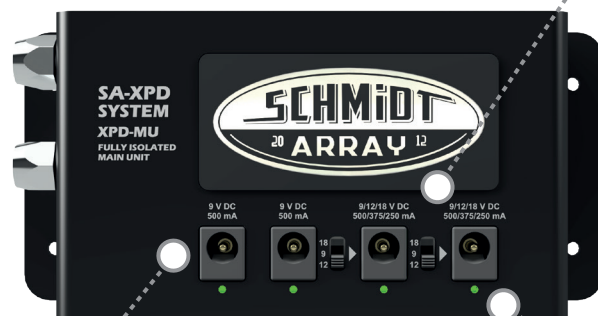 SA-XPD
SYSTEM
XPD-MU
FULLY ISOLATED
MAIN UNIT
SCHMIDT
20 ARRAY 12
9 V DC
500 mA
9 V DC
500 mA
9/12/18 V DC
500/375/250 mA
9/12/18 V DC
500/375/250 mA
18
9
12
18
9
12